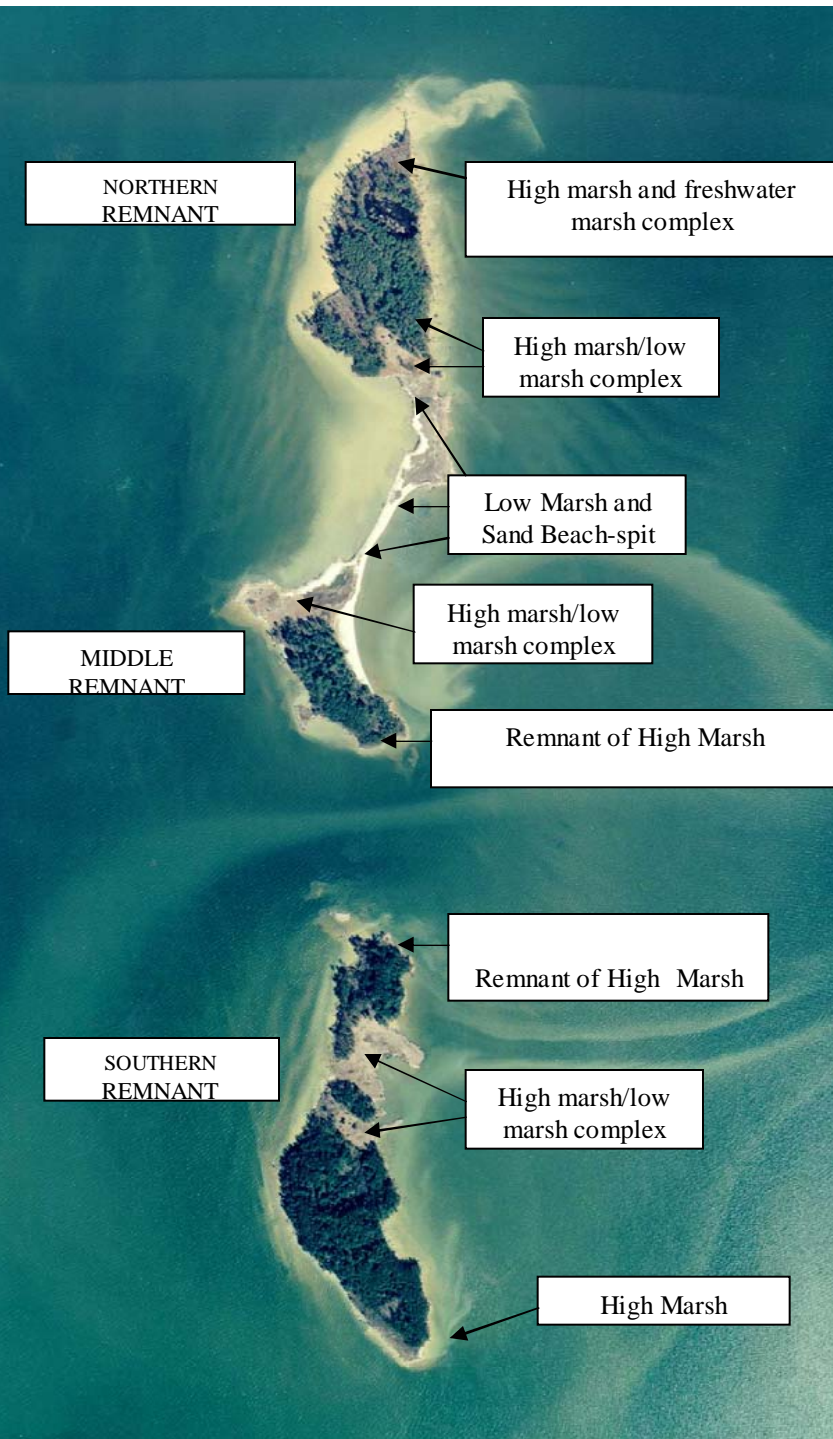 NORTHERN
REMNANT
High marsh and freshwater
marsh complex
High marsh/low
marsh complex
Low Marsh and
Sand Beach-spit
High marsh/low
marsh complex
MIDDLE
REMNANT
Remnant of High Marsh
Remnant of High Marsh
SOUTHERN
REMNANT
High marsh/low
marsh complex
High Marsh